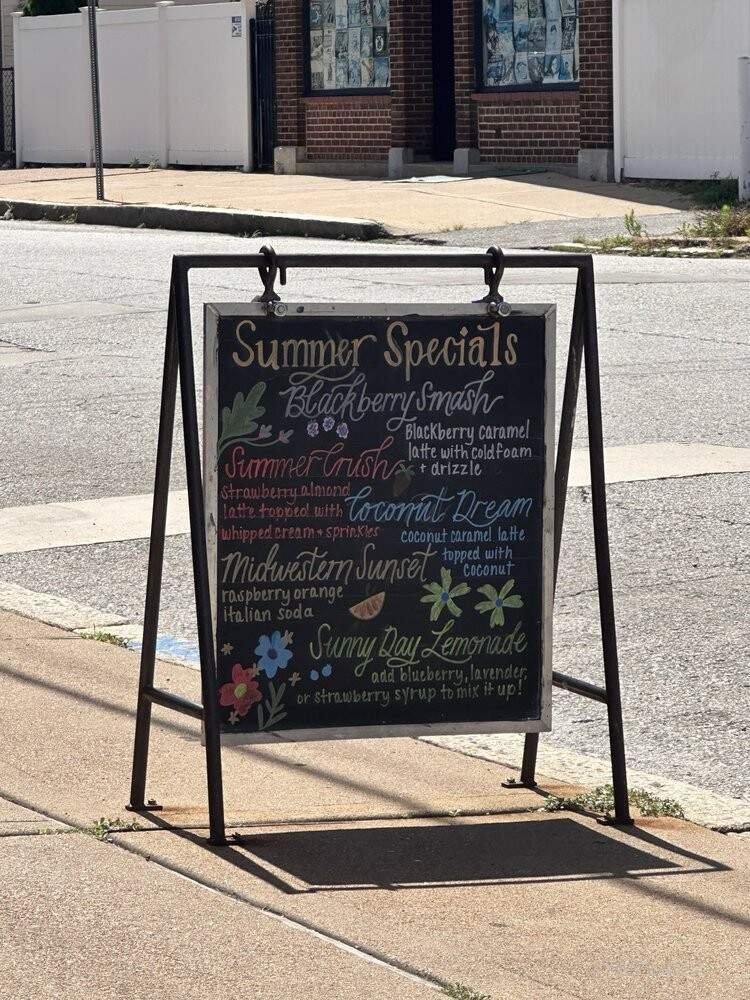 Summer Specials
Blackberry Smash
Blackberry caramel
latte with cold foam
+ drizzle
Summer Crush
strawberry almond
latte topped with
whipped cream + sprinkles
Coconut Dream
coconut caramel latte
topped with
coconut
Midwestern Sunset
raspberry orange
italian soda
Sunny Day Lemonade
add blueberry, lavender,
or strawberry syrup to mix it up!